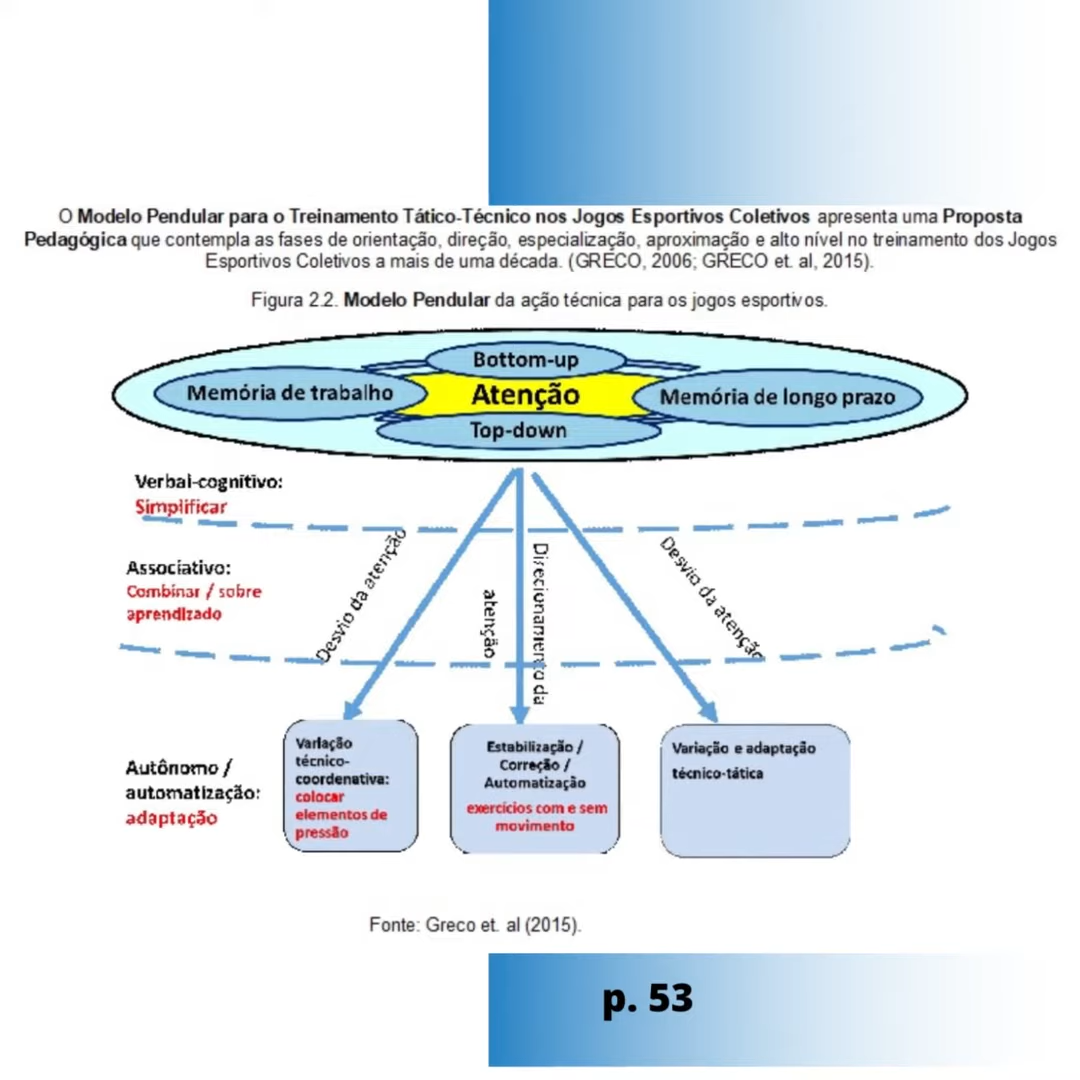 O Modelo Pendular para o Treinamento Tático-Técnico nos Jogos Esportivos Coletivos apresenta uma Proposta
Pedagógica que contempla as fases de orientação, direção, especialização, aproximação e alto nível no treinamento dos Jogos
Esportivos Coletivos a mais de uma década. (GRECO, 2006; GRECO et. al, 2015).
Figura 2.2. Modelo Pendular da ação técnica para os jogos esportivos.
Bottom-up
Memória de trabalho
Atenção
Memória de longo prazo
Top-down
Verbal-cognitivo:
Simplificar
Desvio da atenção
Direcionamento da
atenção
Desvio da atenção
Associativo:
Combinar / sobre
aprendizado
Autônomo /
automatização:
adaptação
Variação
técnico-
coordenativa:
colocar
elementos de
pressão
Estabilização /
Correção /
Automatização
exercícios com e sem
movimento
Variação e adaptação
técnico-tática
Fonte: Greco et. al (2015).
p. 53